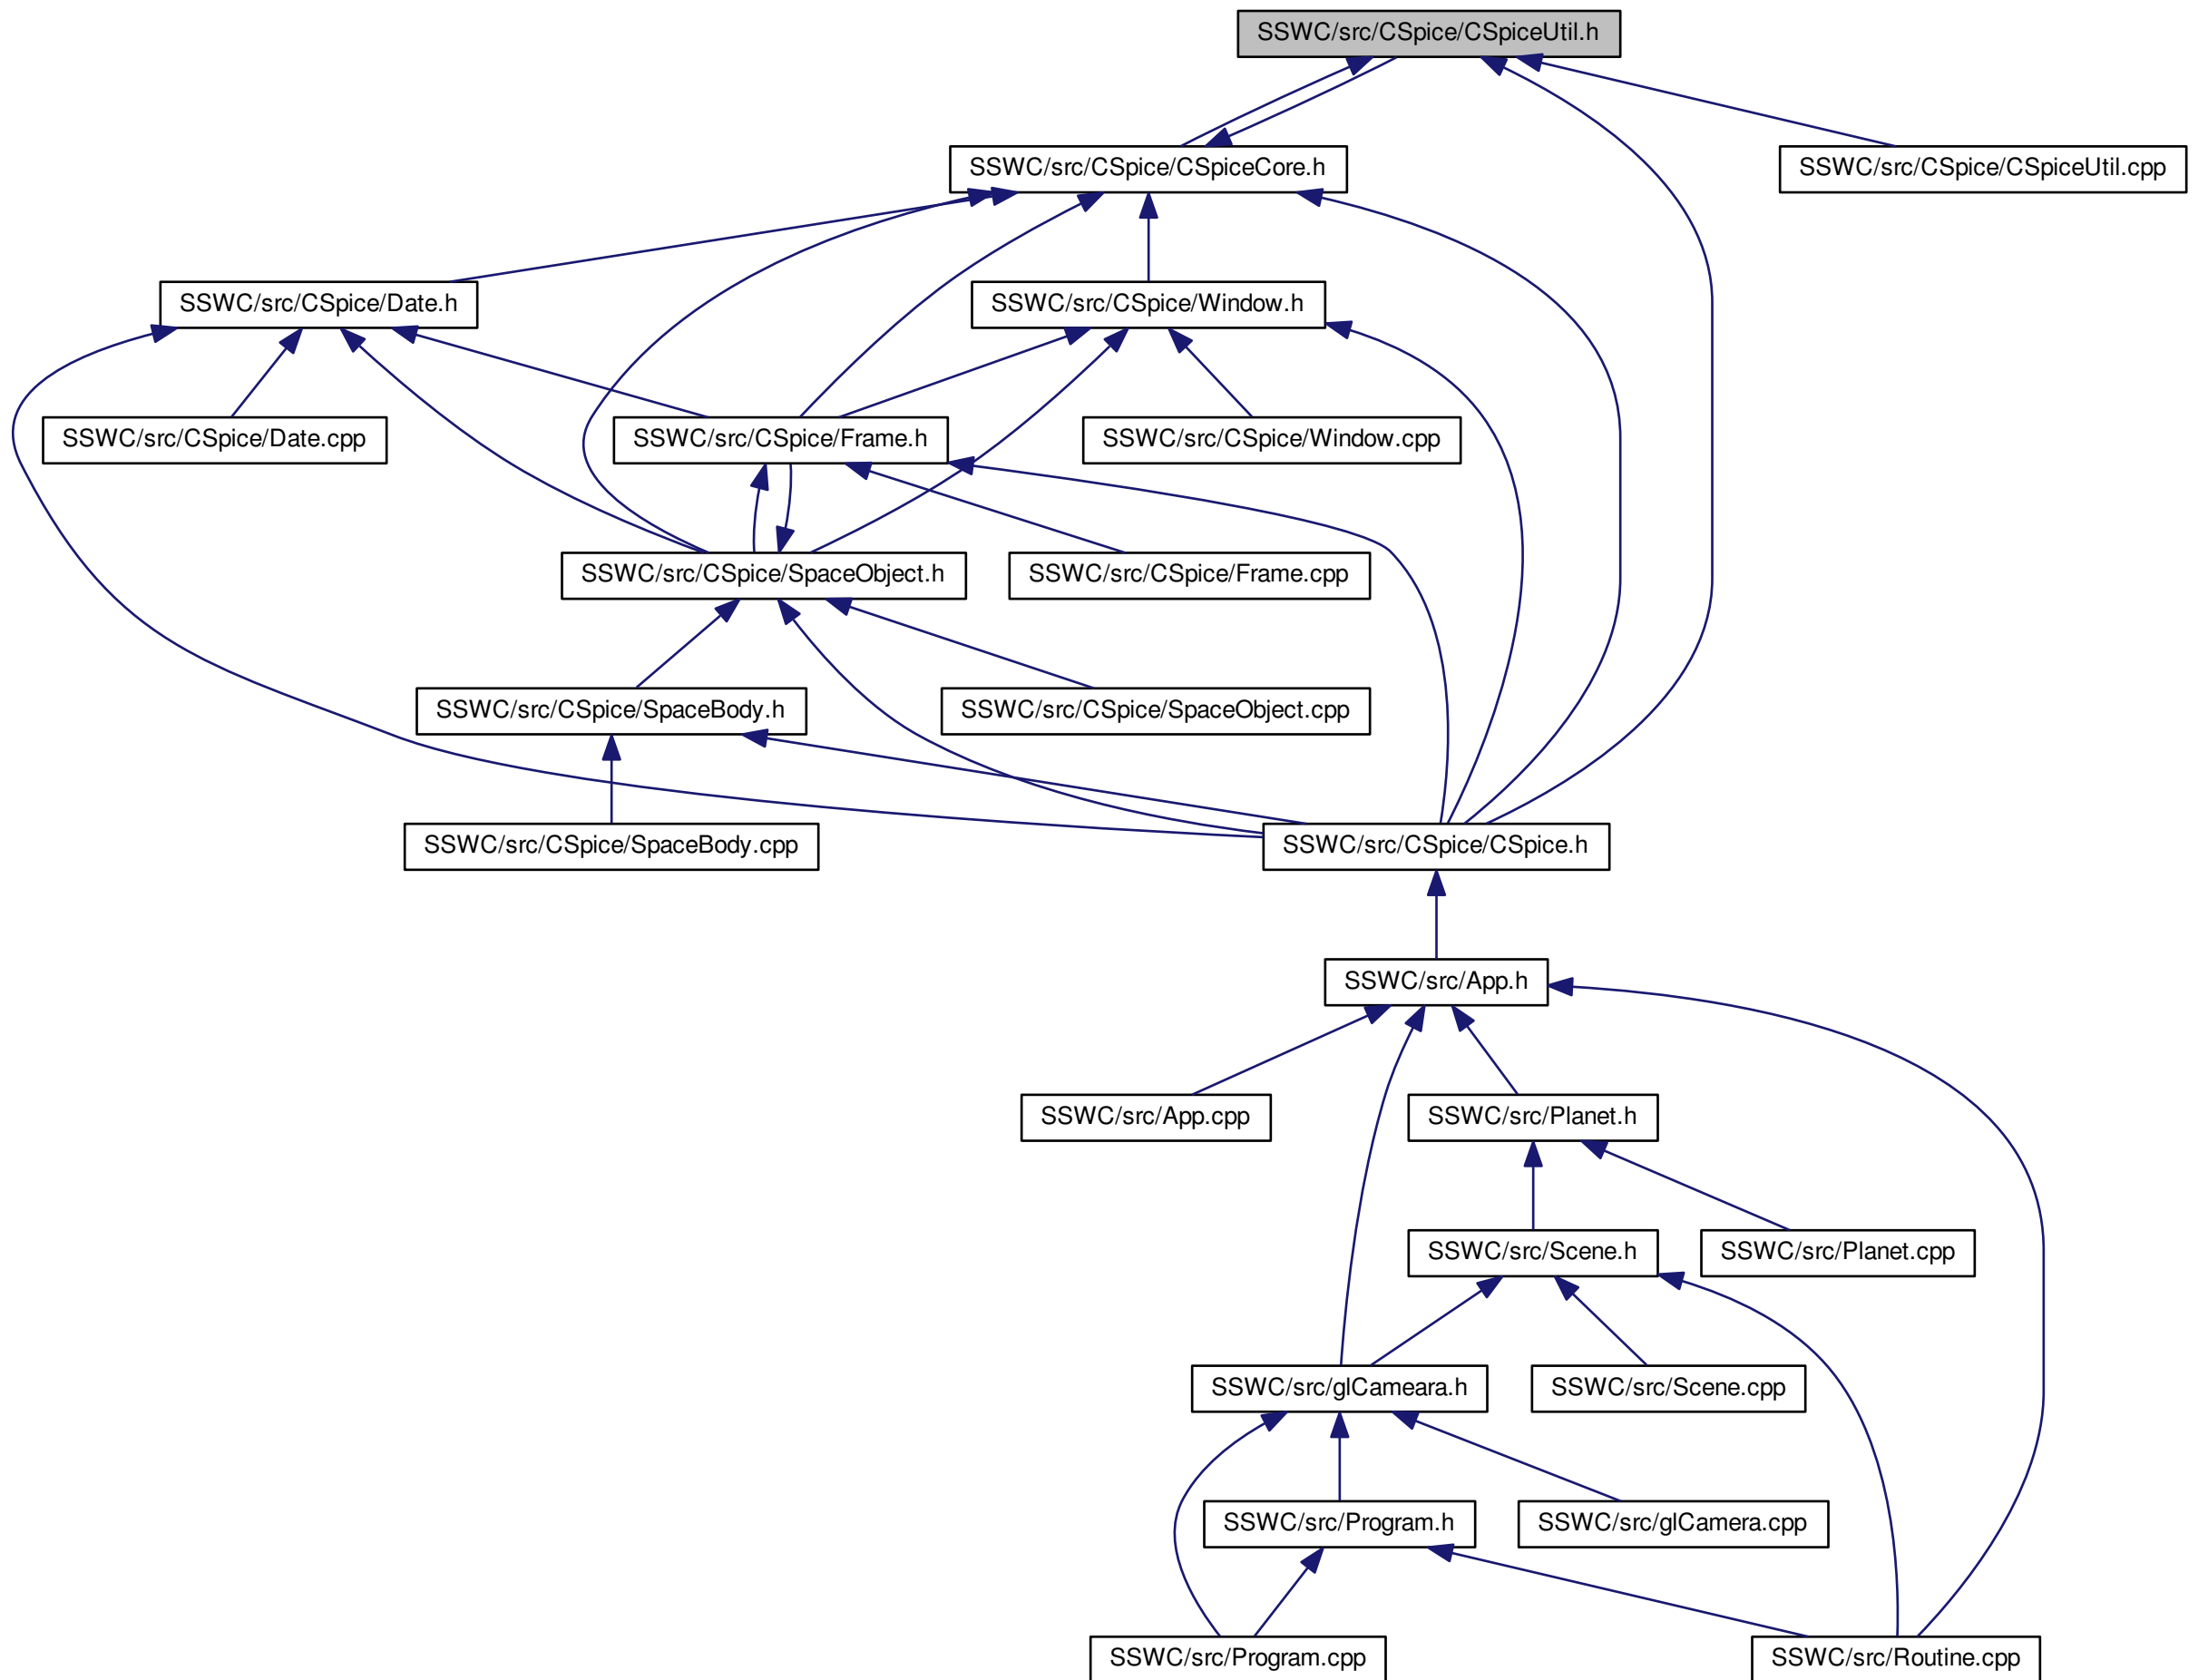 SSWC/src/CSpice/CSpiceUtil.h
SSWC/src/CSpice/CSpiceCore.h
SSWC/src/CSpice/CSpiceUtil.cpp
SSWC/src/CSpice/Date.h
SSWC/src/CSpice/Window.h
SSWC/src/CSpice/Date.cpp
SSWC/src/CSpice/Frame.h
SSWC/src/CSpice/Window.cpp
SSWC/src/CSpice/SpaceObject.h
SSWC/src/CSpice/Frame.cpp
SSWC/src/CSpice/SpaceBody.h
SSWC/src/CSpice/SpaceObject.cpp
SSWC/src/CSpice/SpaceBody.cpp
SSWC/src/CSpice/CSpice.h
SSWC/src/App.h
SSWC/src/App.cpp
SSWC/src/Planet.h
SSWC/src/Scene.h
SSWC/src/Planet.cpp
SSWC/src/glCameara.h
SSWC/src/Scene.cpp
SSWC/src/Program.h
SSWC/src/glCamera.cpp
SSWC/src/Program.cpp
SSWC/src/Routine.cpp